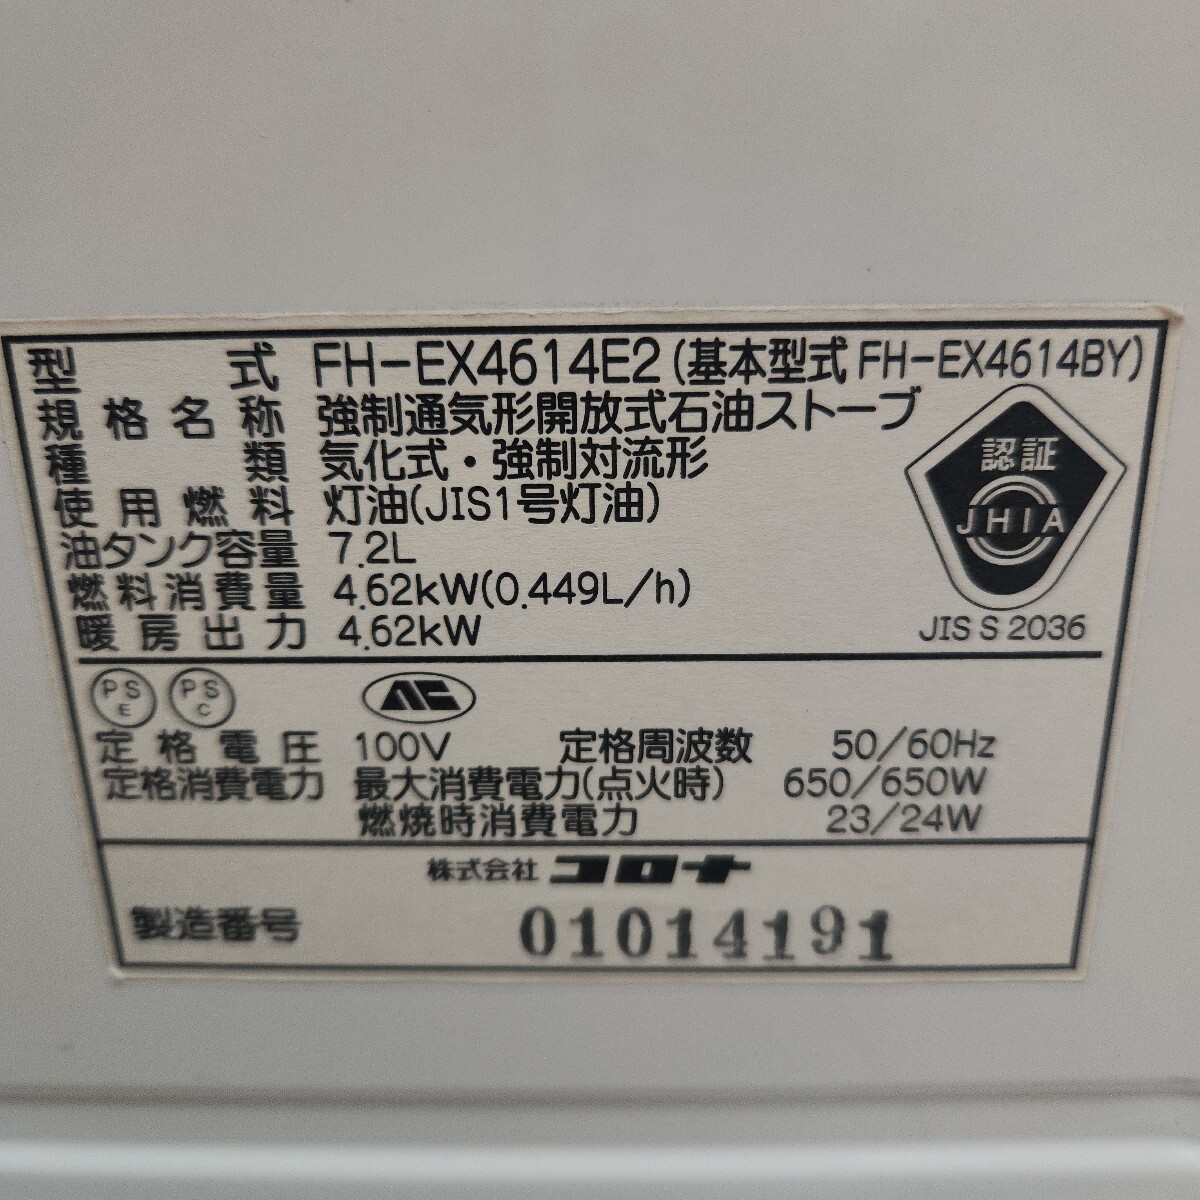 型式 FH-EX4614E2(基本型式 FH-EX4614BY)
規格名称 強制通気形開放式石油ストーブ
種類 気化式・強制対流形
使用燃料 灯油(JIS1号灯油)
油タンク容量 7.2L
燃料消費量 4.62kW(0.449L/h)
暖房出力 4.62kW
認証
JHIA
JIS S 2036
PS E PS C
定格電圧 100V 定格周波数 50/60Hz
定格消費電力 最大消費電力(点火時) 650/650W
燃焼時消費電力 23/24W
株式会社 コロナ
製造番号 01014191